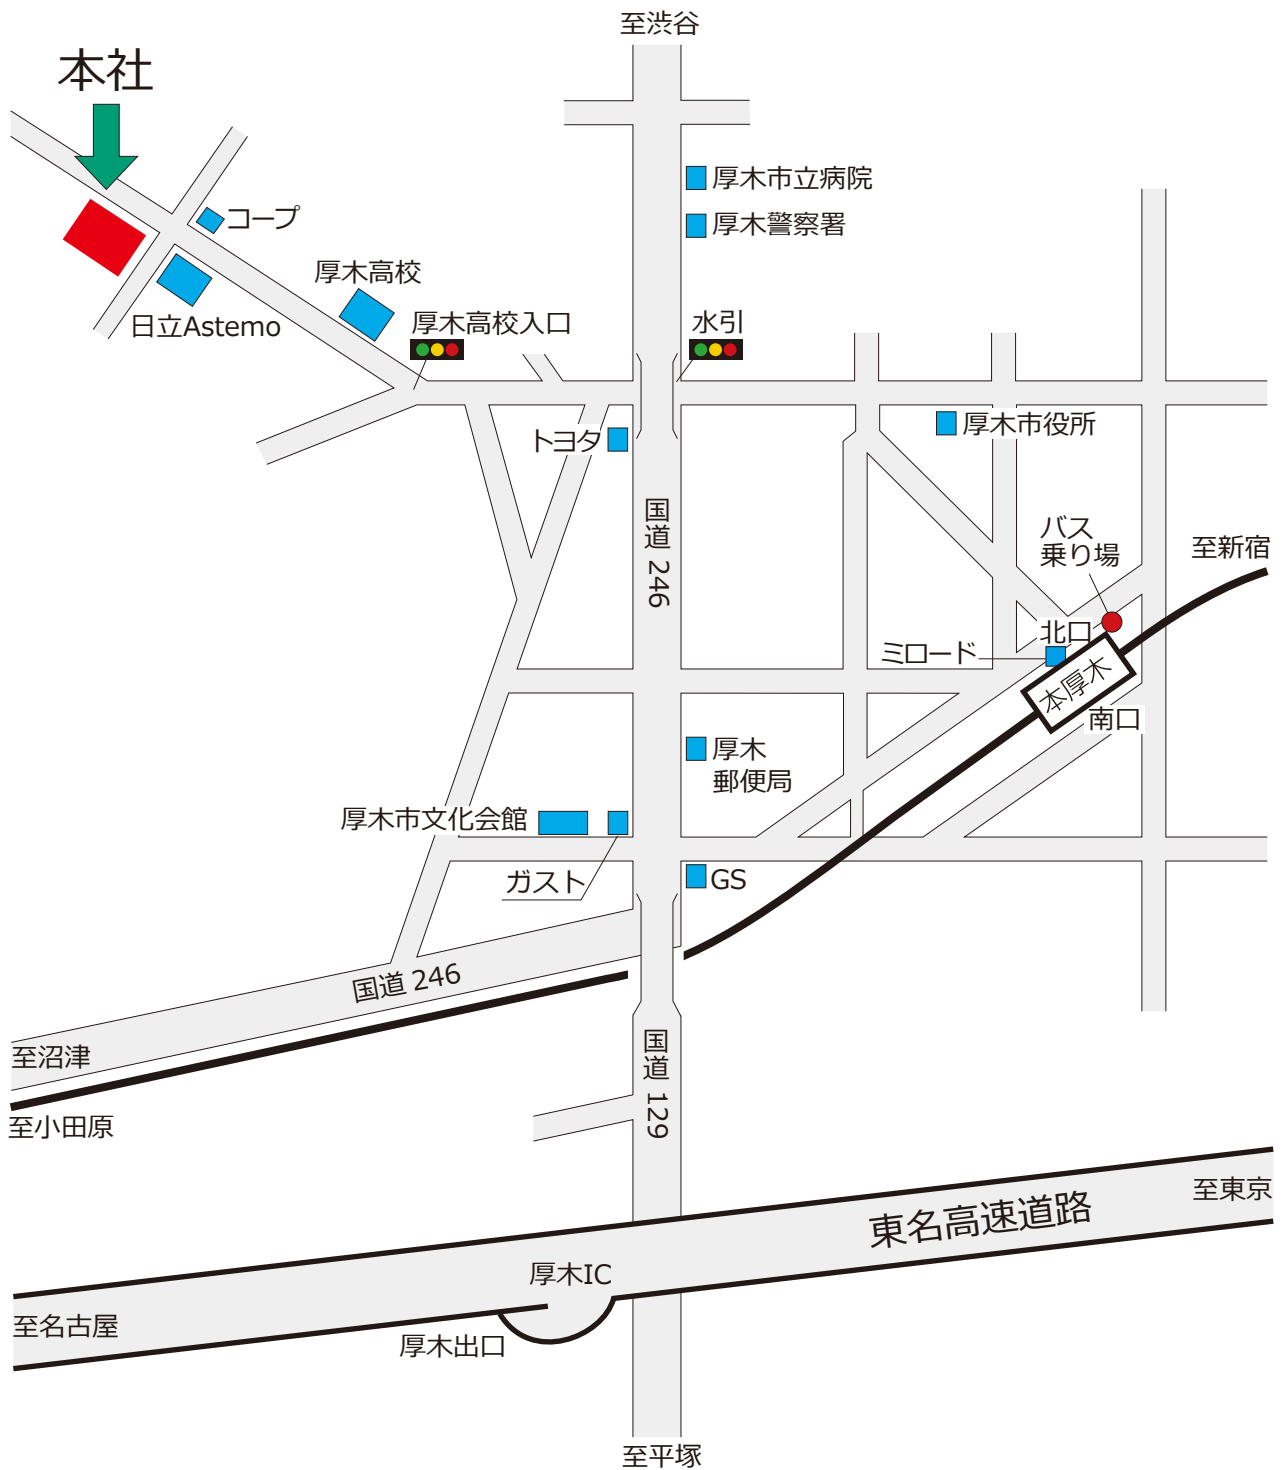 至渋谷
本社
厚木市立病院
厚木警察署
コープ
厚木高校
日立Astemo
厚木高校入口
水引
トヨタ
厚木市役所
国道 246
バス
乗り場
至新宿
北口
ミロード
本厚木
南口
厚木
郵便局
厚木市文化会館
ガスト
GS
国道 246
至沼津
国道 129
至小田原
至東京
東名高速道路
厚木IC
至名古屋
厚木出口
至平塚